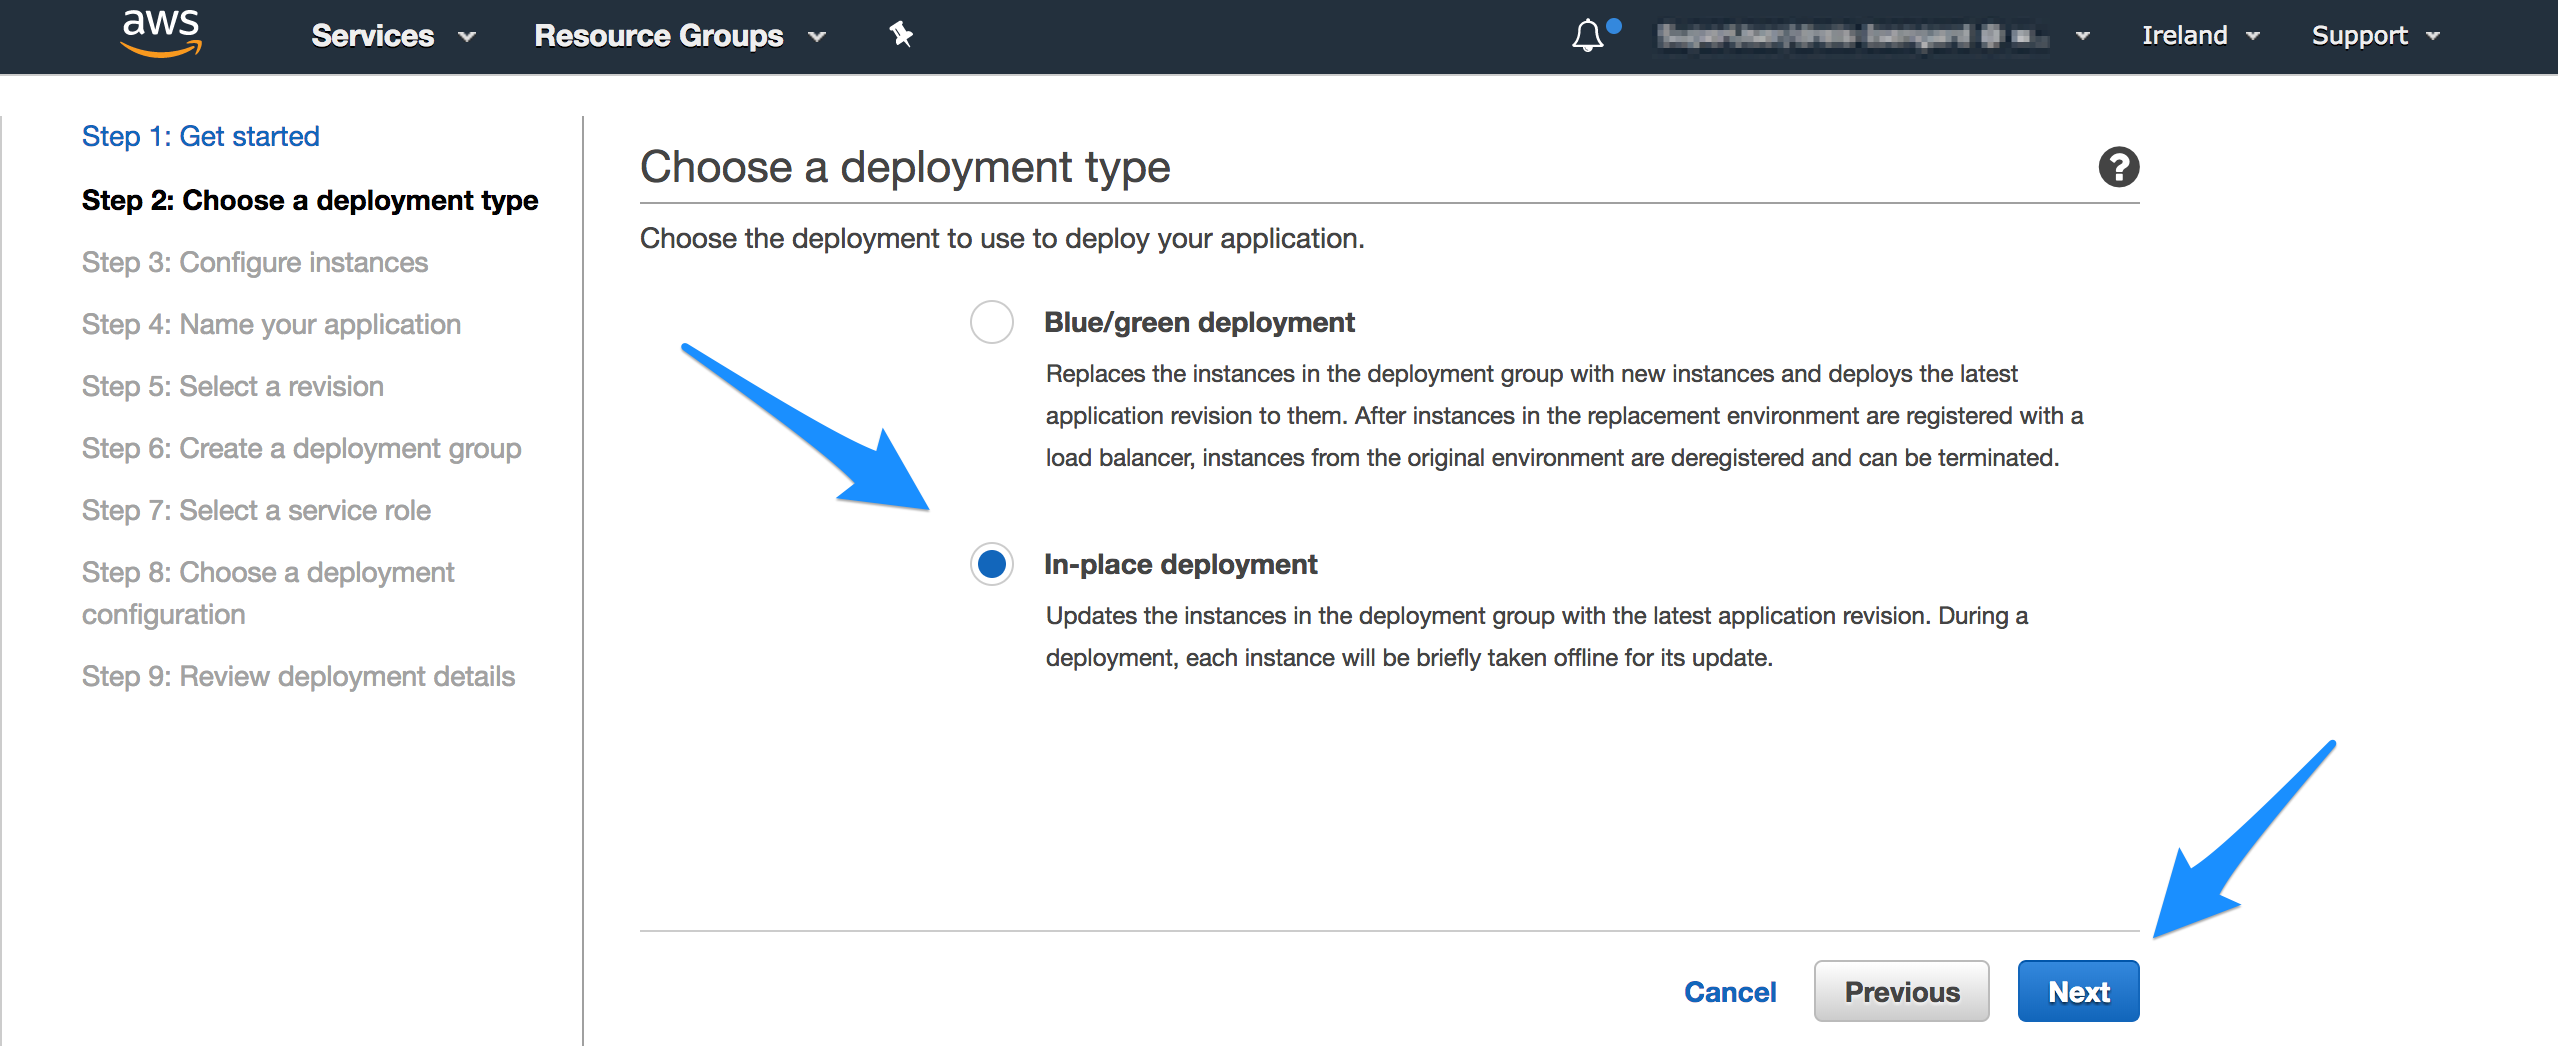 aws
Services
Resource Groups
Ireland
Support
Step 1: Get started
Step 2: Choose a deployment type
Step 3: Configure instances
Step 4: Name your application
Step 5: Select a revision
Step 6: Create a deployment group
Step 7: Select a service role
Step 8: Choose a deployment
configuration
Step 9: Review deployment details
Choose a deployment type
?
Choose the deployment to use to deploy your application.
Blue/green deployment
Replaces the instances in the deployment group with new instances and deploys the latest
application revision to them. After instances in the replacement environment are registered with a
load balancer, instances from the original environment are deregistered and can be terminated.
In-place deployment
Updates the instances in the deployment group with the latest application revision. During a
deployment, each instance will be briefly taken offline for its update.
Cancel
Previous
Next